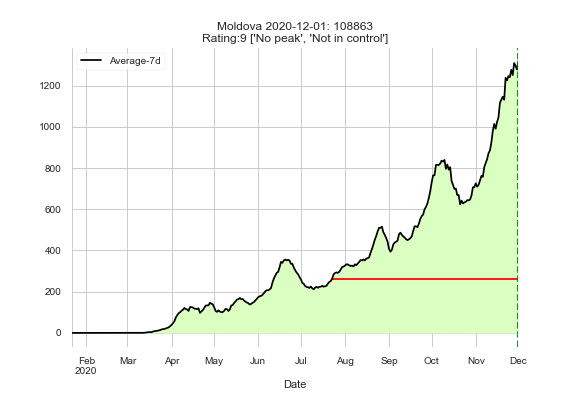 Moldova 2020-12-01: 108863
Rating:9 ['No peak', 'Not in control']
Average-7d
1200
1000
800
600
400
200
0
Feb Mar Apr May Jun Jul Aug Sep Oct Nov Dec
2020
Date